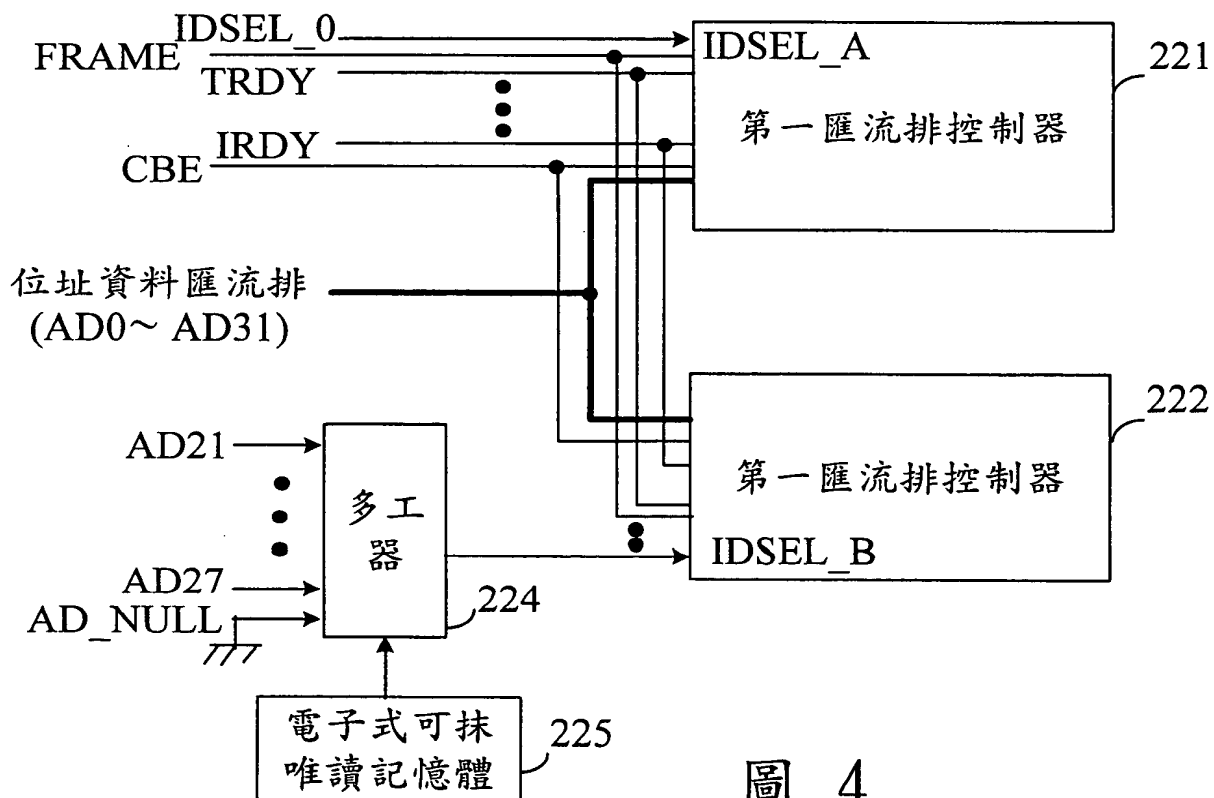 IDSEL_0
FRAME
TRDY
IRDY
CBE
IDSEL_A
第一匯流排控制器
221
位址資料匯流排
(AD0~ AD31)
222
第一匯流排控制器
IDSEL_B
AD21
AD27
AD_NULL
多工
器
224
電子式可抹
唯讀記憶體
225
圖 4